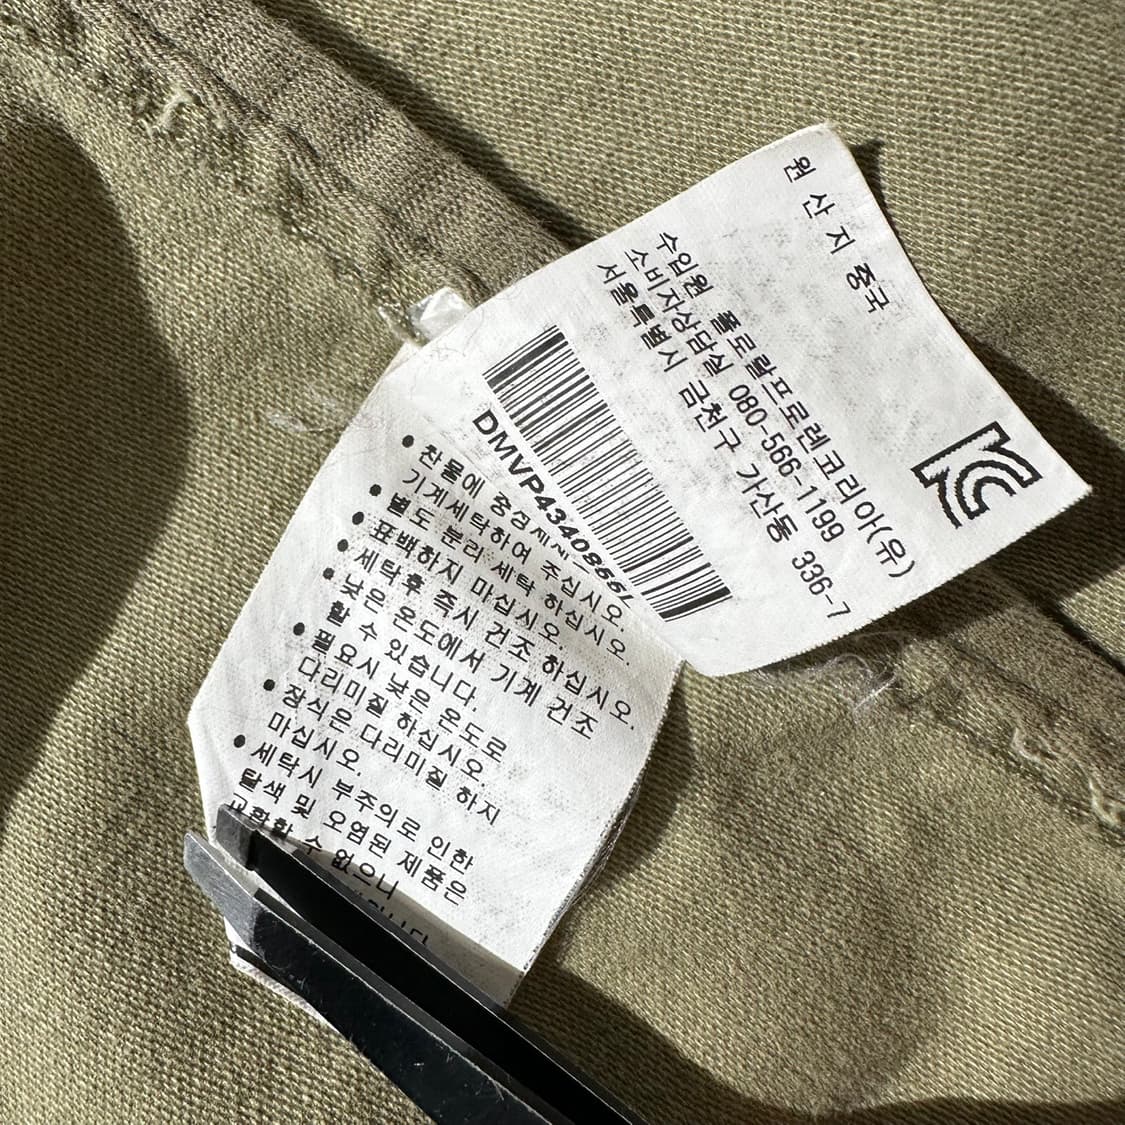 원산지 중국
수입원 폴로랄프로렌코리아(유)
소비자상담실 080-566-1199
서울특별시 금천구 가산동 336-7
• 찬물에 중성세제
기계세탁하여 주십시오.
• 별도 분리 세탁 하십시오.
• 표백하지 마십시오.
• 세탁후 즉시 건조 하십시오.
• 낮은 온도에서 기계 건조
할 수 있습니다.
• 필요시 낮은 온도로
다리미질 하십시오.
• 장식은 다리미질 하지
마십시오.
• 세탁시 부주의로 인한
탈색 및 오염된 제품은
교환할 수 없으니